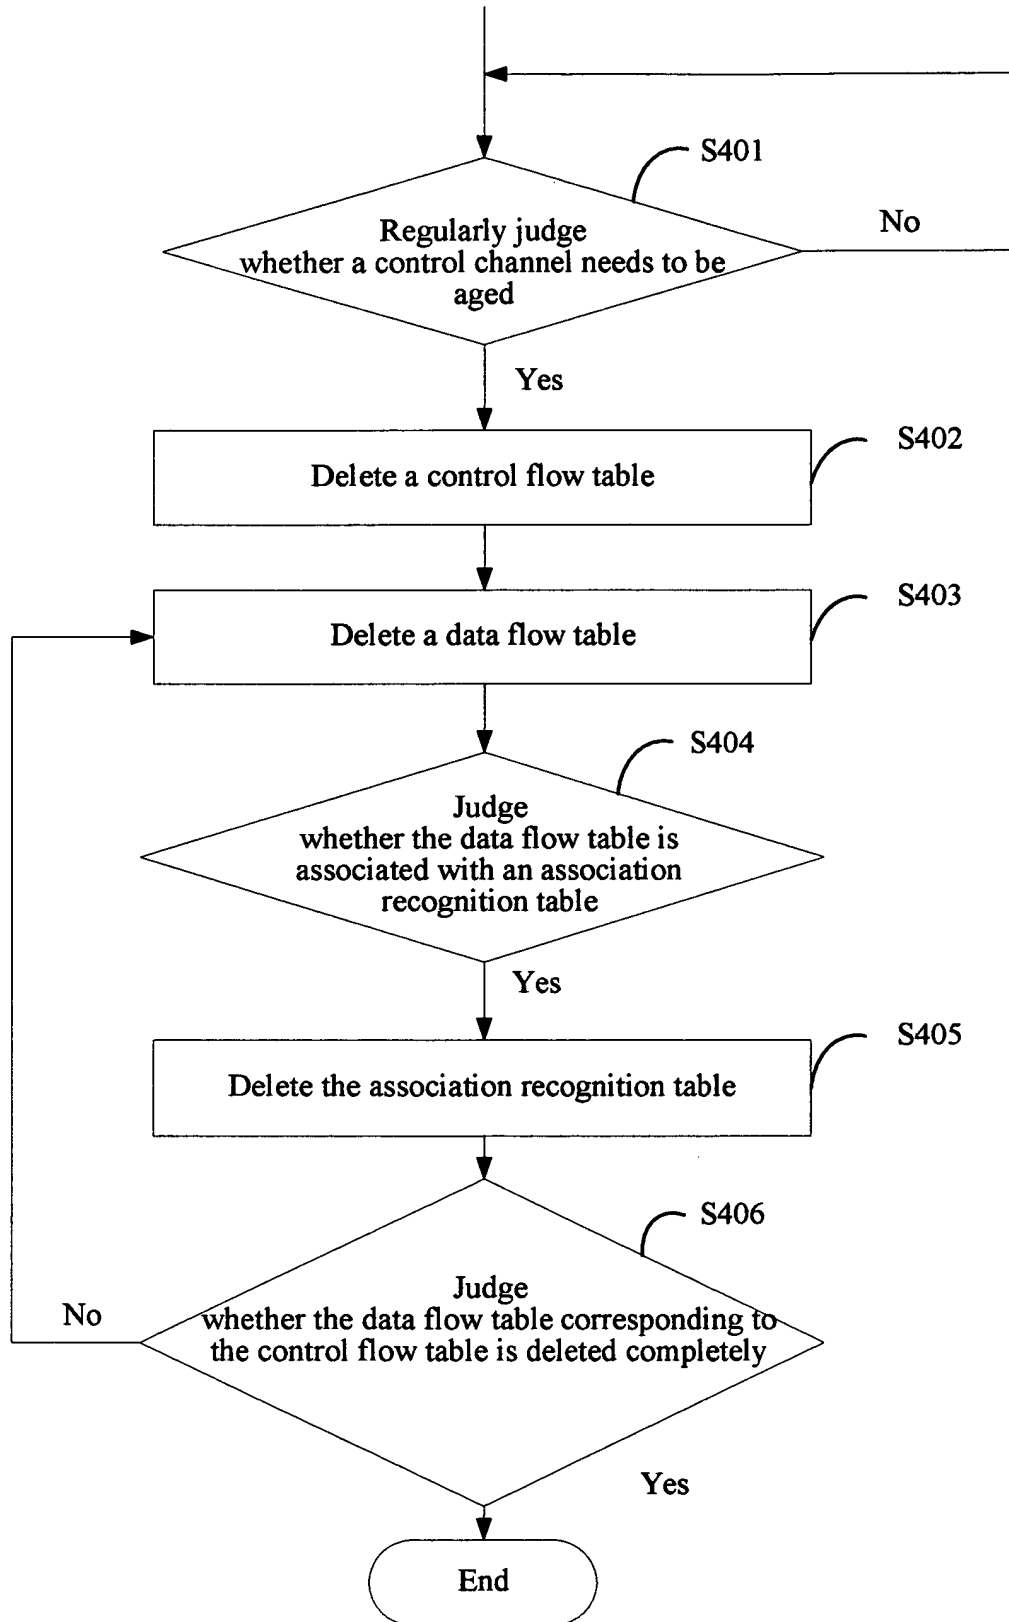 S401
Regularly judge
whether a control channel needs to be
aged
No
Yes
S402
Delete a control flow table
S403
Delete a data flow table
S404
Judge
whether the data flow table is
associated with an association
recognition table
Yes
S405
Delete the association recognition table
S406
Judge
whether the data flow table corresponding to
the control flow table is deleted completely
No
Yes
End